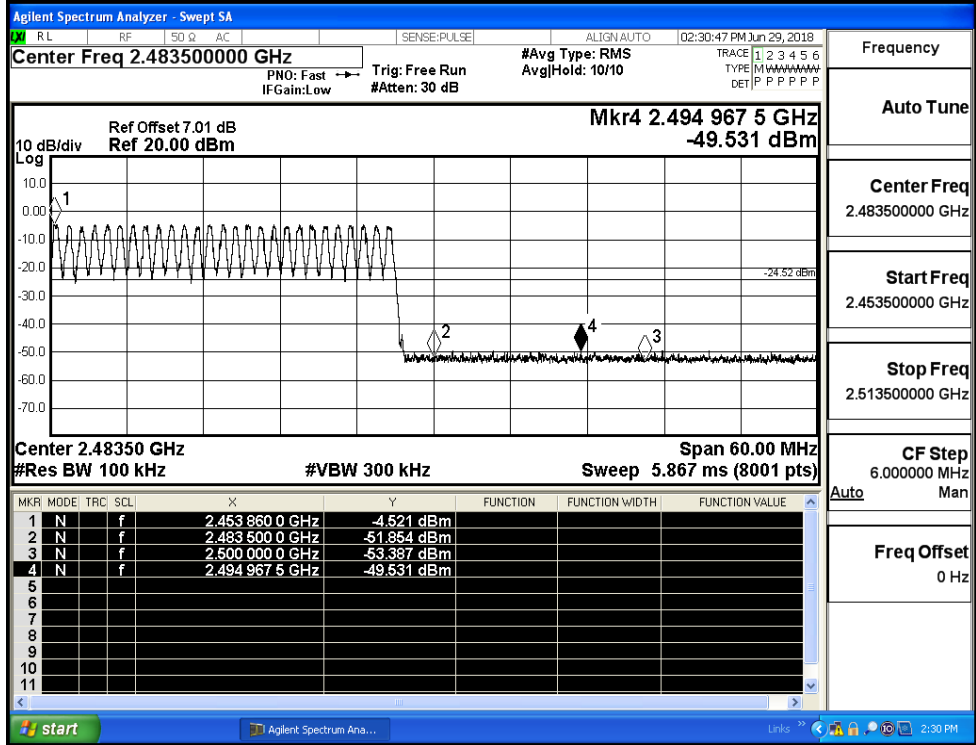 Agilent Spectrum Analyzer - Swept SA
LXI RL RF 50 Ω AC SENSE:PULSE ALIGN AUTO 02:30:47 PM Jun 29, 2018
Center Freq 2.483500000 GHz
PNO: Fast
IFGain:Low
Trig: Free Run
#Atten: 30 dB
#Avg Type: RMS
Avg|Hold: 10/10
TRACE 1 2 3 4 5 6
TYPE M WWWWW
DET P P P P P P
Frequency
Auto Tune
Center Freq
2.483500000 GHz
Start Freq
2.453500000 GHz
Stop Freq
2.513500000 GHz
CF Step
6.000000 MHz
Auto Man
Freq Offset
0 Hz
Mkr4 2.494 967 5 GHz
-49.531 dBm
Ref Offset 7.01 dB
10 dB/div Ref 20.00 dBm
Log
10.0
0.00
-10.0
-20.0
-30.0
-40.0
-50.0
-60.0
-70.0
1
2
4
3
-24.52 dBm
Center 2.48350 GHz Span 60.00 MHz
#Res BW 100 kHz #VBW 300 kHz Sweep 5.867 ms (8001 pts)
MKR MODE TRC SCL X Y FUNCTION FUNCTION WIDTH FUNCTION VALUE
1 N f 2.453 860 0 GHz -4.521 dBm
2 N f 2.483 500 0 GHz -51.854 dBm
3 N f 2.500 000 0 GHz -53.387 dBm
4 N f 2.494 967 5 GHz -49.531 dBm
5
6
7
8
9
10
11
start Agilent Spectrum Ana... Links » 2:30 PM